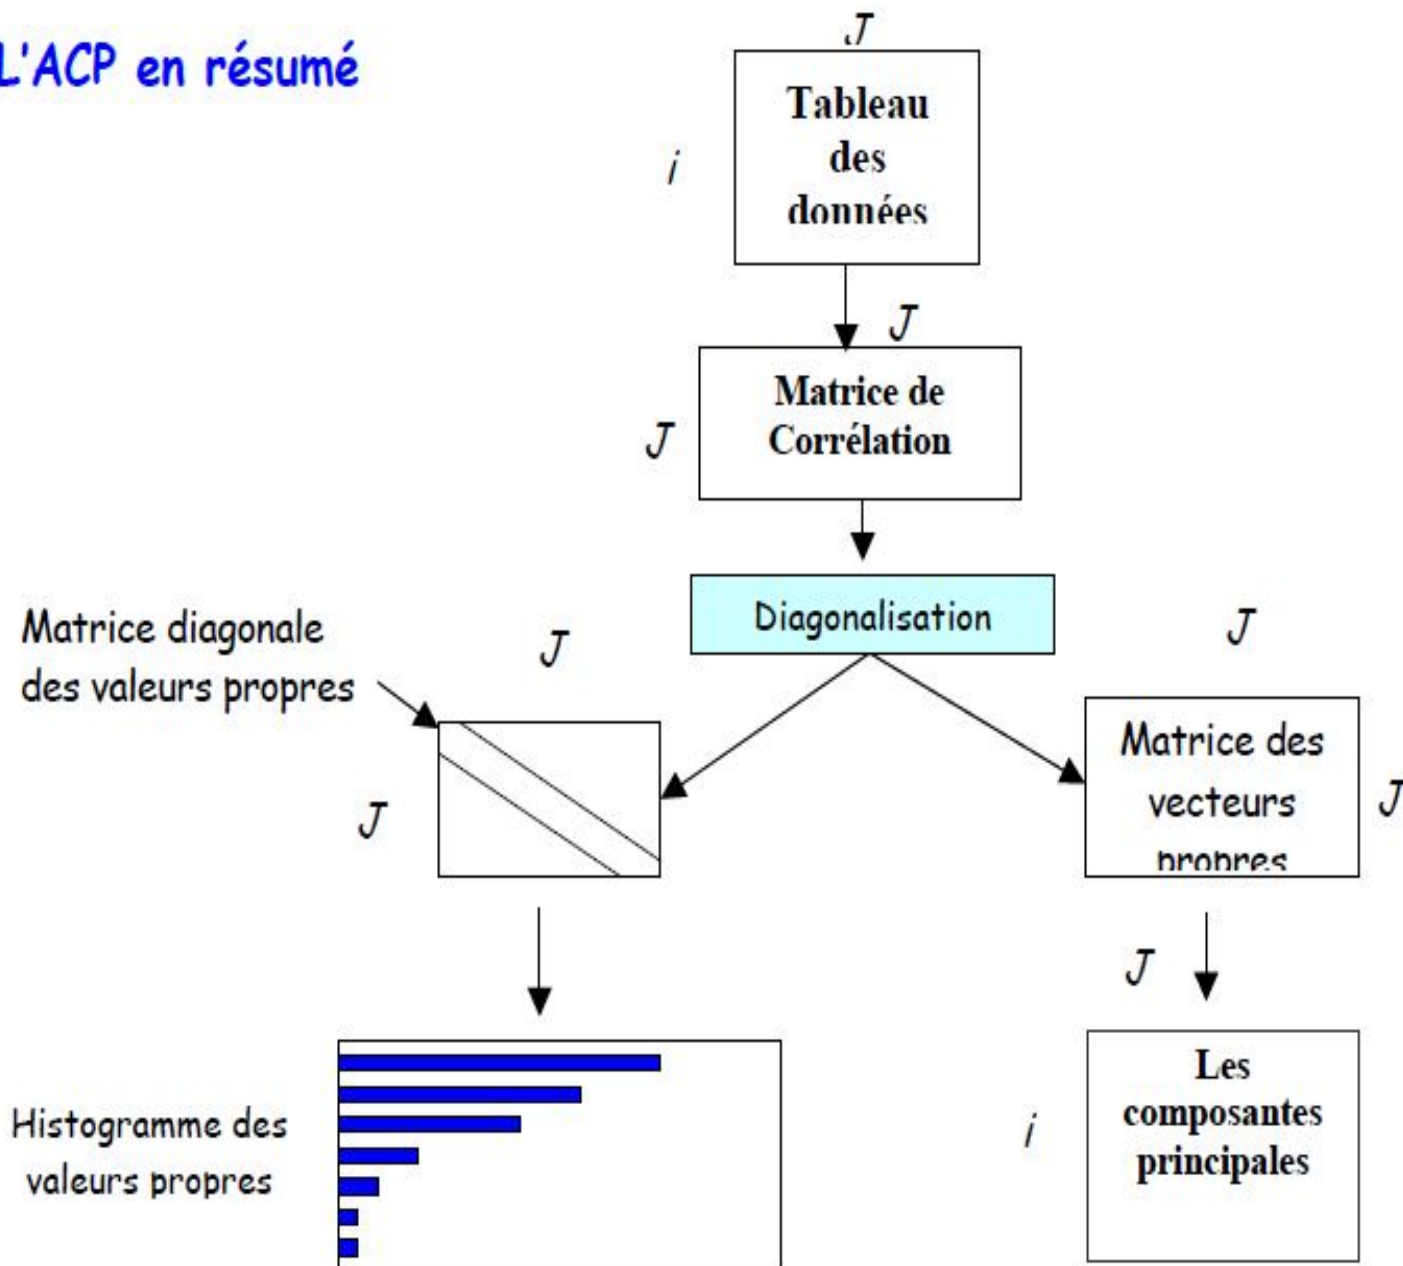 L'ACP en résumé
J
Tableau
des
données
i
J
Matrice de
Corrélation
J
Diagonalisation
Matrice diagonale
des valeurs propres
J
J
J
Matrice des
vecteurs
propres
J
J
Histogramme des
valeurs propres
i
Les
composantes
principales